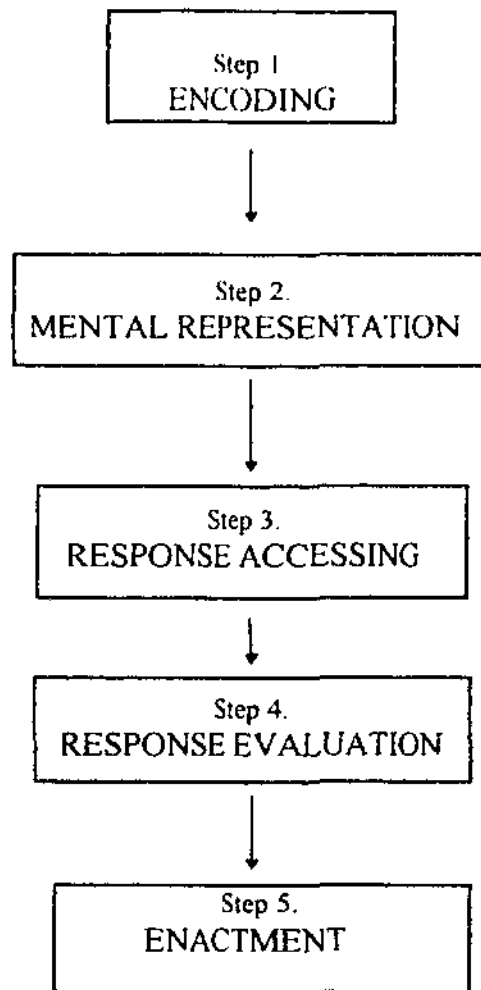 Step 1
ENCODING
Step 2.
MENTAL REPRESENTATION
Step 3.
RESPONSE ACCESSING
Step 4.
RESPONSE EVALUATION
Step 5.
ENACTMENT